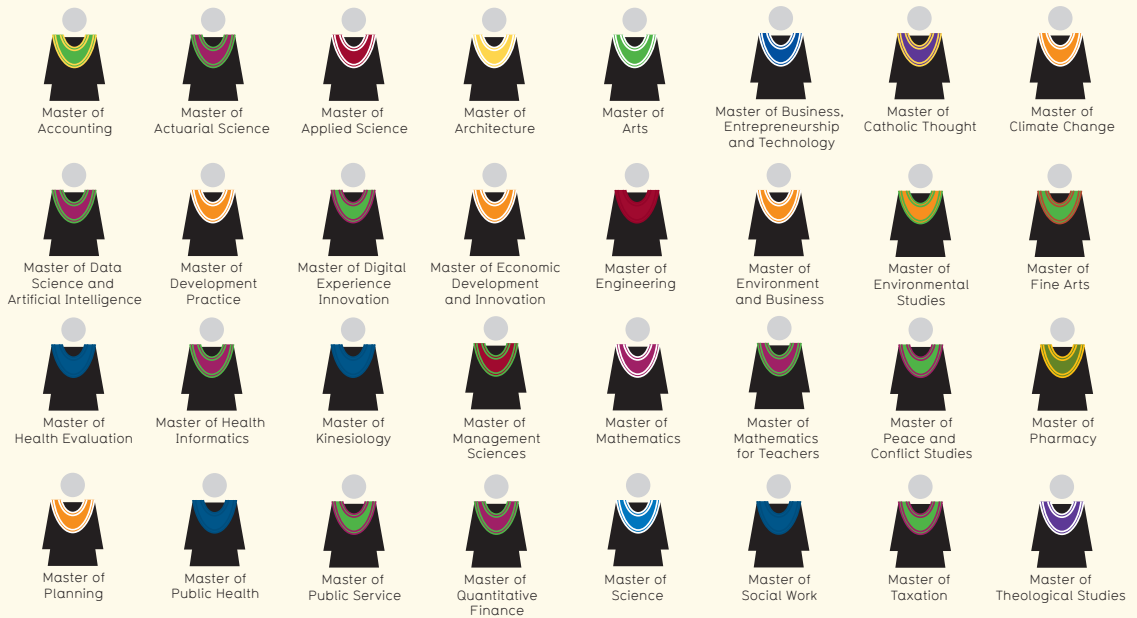 Master of
Accounting
Master of
Actuarial Science
Master of
Applied Science
Master of
Architecture
Master of
Arts
Master of Business,
Entrepreneurship
and Technology
Master of
Catholic Thought
Master of
Climate Change
Master of Data
Science and
Artificial Intelligence
Master of
Development
Practice
Master of Digital
Experience
Innovation
Master of Economic
Development
and Innovation
Master of
Engineering
Master of
Environment
and Business
Master of
Environmental
Studies
Master of
Fine Arts
Master of
Health Evaluation
Master of Health
Informatics
Master of
Kinesiology
Master of
Management
Sciences
Master of
Mathematics
Master of
Mathematics
for Teachers
Master of
Peace and
Conflict Studies
Master of
Pharmacy
Master of
Planning
Master of
Public Health
Master of
Public Service
Master of
Quantitative
Finance
Master of
Science
Master of
Social Work
Master of
Taxation
Master of
Theological Studies